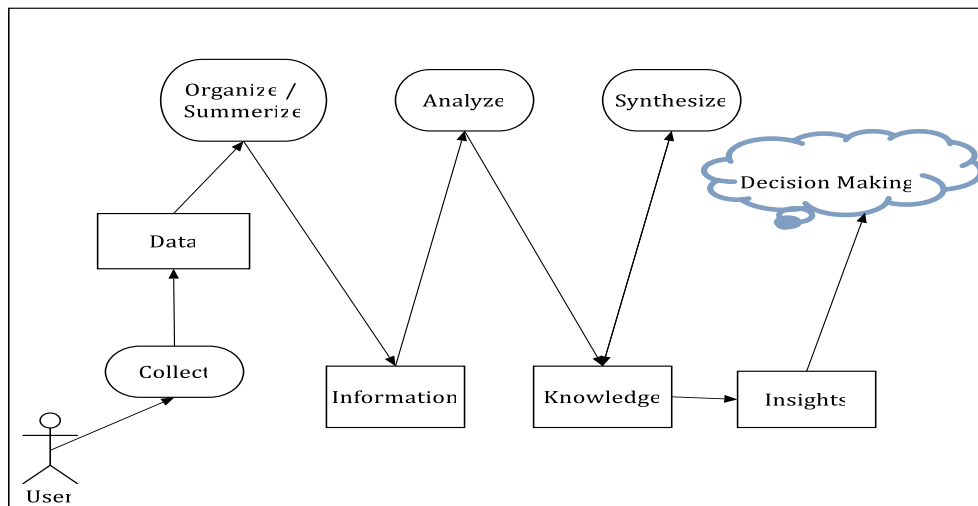 Organize /
Summerize
Analyze
Synthesize
Decision Making
Data
Collect
Information
Knowledge
Insights
User